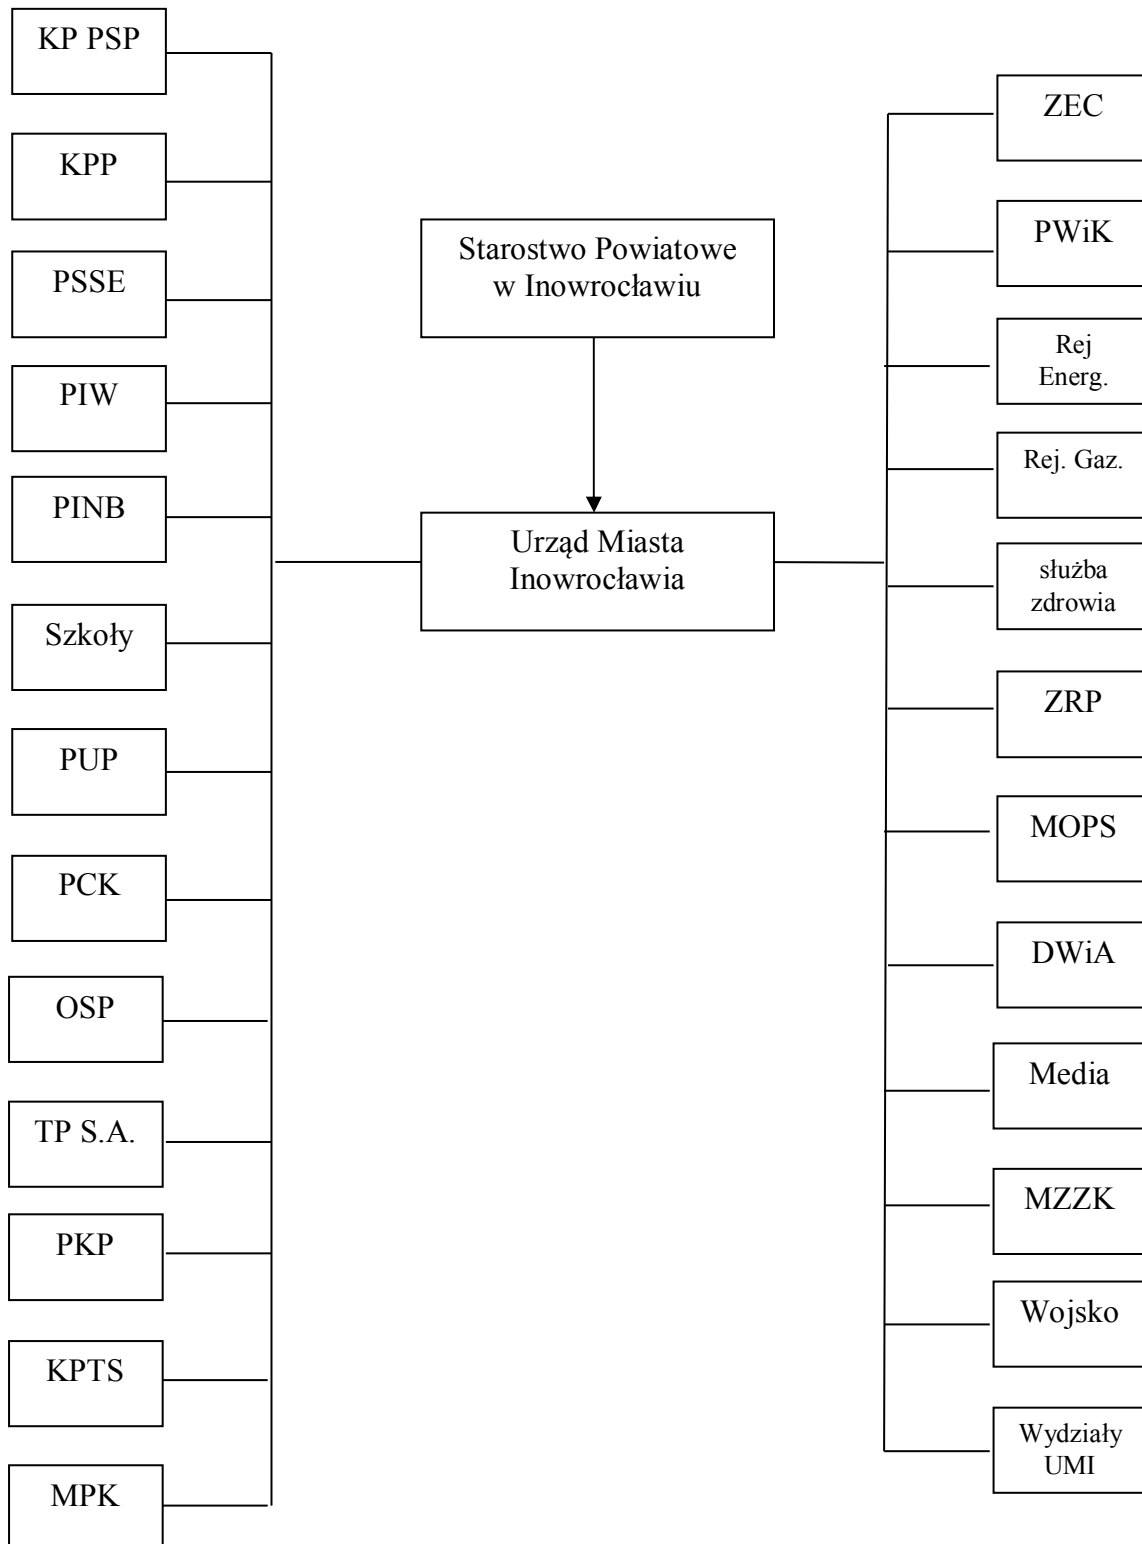 KP PSP
KPP
PSSE
PIW
PINB
Szkoły
PUP
PCK
OSP
TP S.A.
PKP
KPTS
MPK
Starostwo Powiatowe
w Inowrocławiu
Urząd Miasta
Inowrocławia
ZEC
PWiK
Rej
Energ.
Rej. Gaz.
służba
zdrowia
ZRP
MOPS
DWiA
Media
MZZK
Wojsko
Wydziały
UMI